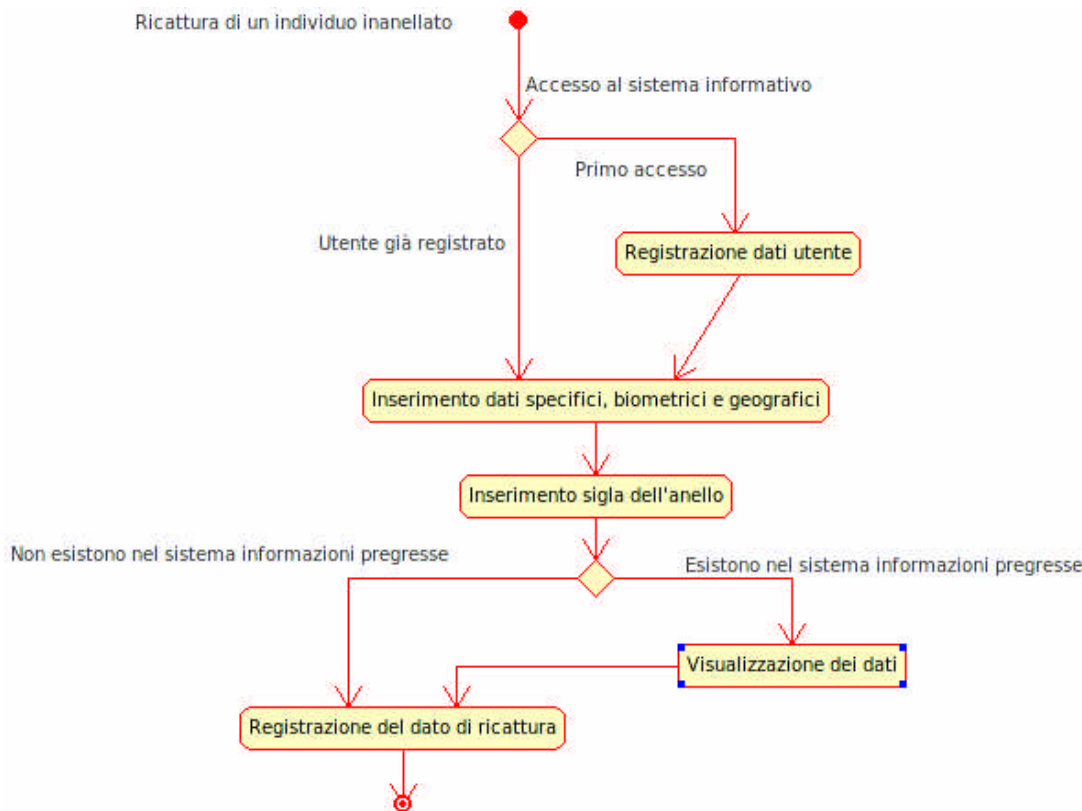 Ricattura di un individuo inanellato
Accesso al sistema informativo
Primo accesso
Utente già registrato
Registrazione dati utente
Inserimento dati specifici, biometrici e geografici
Inserimento sigla dell'anello
Non esistono nel sistema informazioni pregresse
Esistono nel sistema informazioni pregresse
Visualizzazione dei dati
Registrazione del dato di ricattura